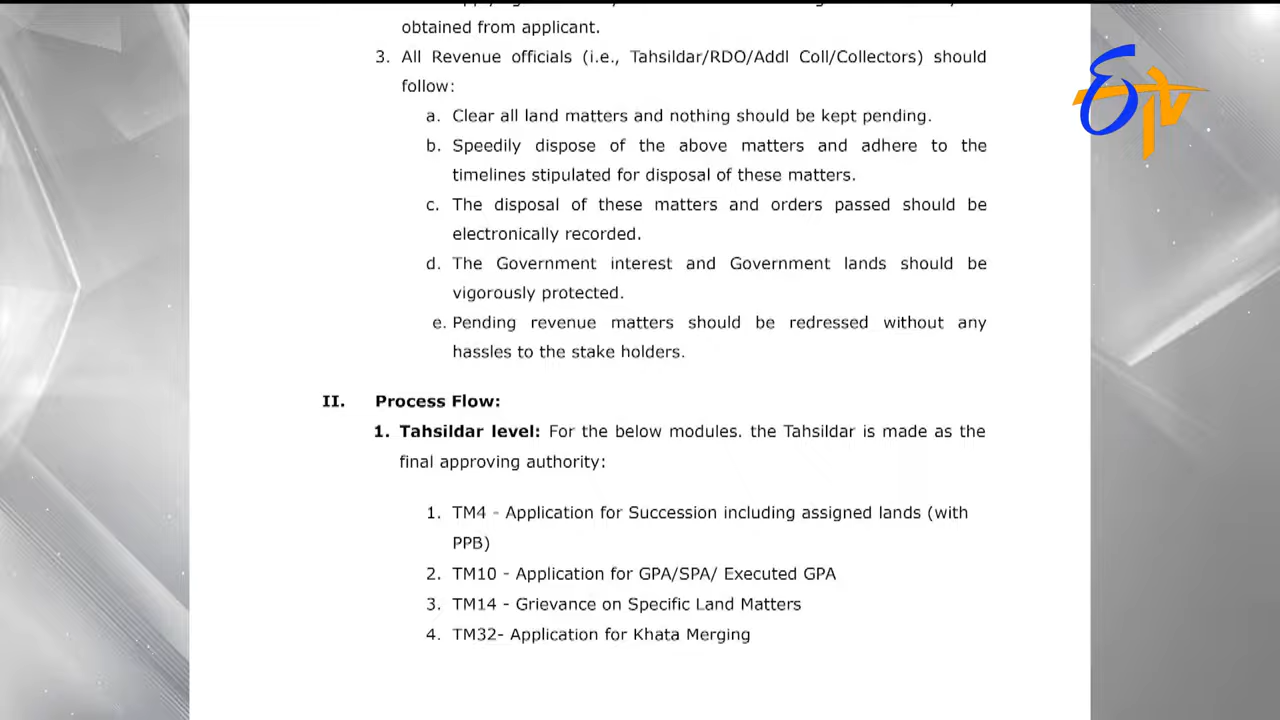 obtained from applicant.
3. All Revenue officials (i.e., Tahsildar/RDO/Addl Coll/Collectors) should
follow:
a. Clear all land matters and nothing should be kept pending.
b. Speedily dispose of the above matters and adhere to the
timelines stipulated for disposal of these matters.
c. The disposal of these matters and orders passed should be
electronically recorded.
d. The Government interest and Government lands should be
vigorously protected.
e. Pending revenue matters should be redressed without any
hassles to the stake holders.
II. Process Flow:
1. Tahsildar level: For the below modules. the Tahsildar is made as the
final approving authority:
1. TM4 - Application for Succession including assigned lands (with
PPB)
2. TM10 - Application for GPA/SPA/ Executed GPA
3. TM14 - Grievance on Specific Land Matters
4. TM32- Application for Khata Merging
ETV